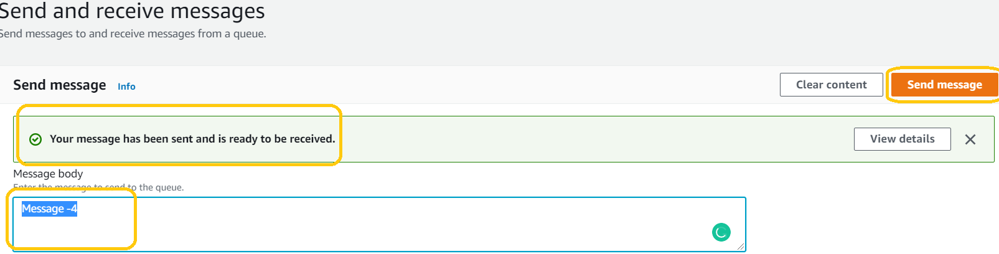 Send and receive messages
Send messages to and receive messages from a queue.
Send message Info Clear content Send message
Your message has been sent and is ready to be received. View details
Message body
Enter the message to send to the queue.
Message -4